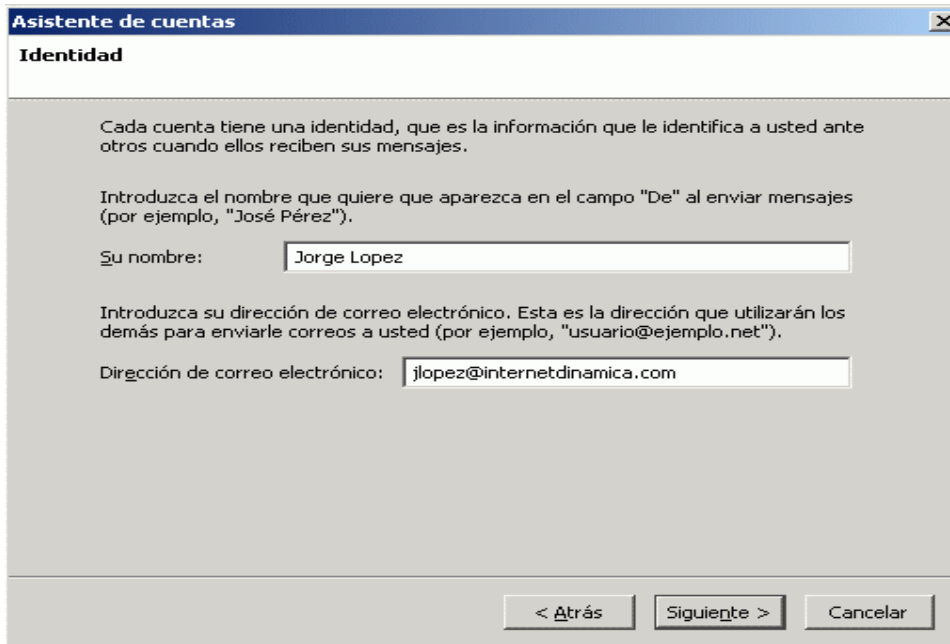 Asistente de cuentas
Identidad
Cada cuenta tiene una identidad, que es la información que le identifica a usted ante
otros cuando ellos reciben sus mensajes.
Introduzca el nombre que quiere que aparezca en el campo "De" al enviar mensajes
(por ejemplo, "José Pérez").
Su nombre: Jorge Lopez
Introduzca su dirección de correo electrónico. Esta es la dirección que utilizarán los
demás para enviarle correos a usted (por ejemplo, "usuario@ejemplo.net").
Dirección de correo electrónico: jlopez@internetdinamica.com
< Atrás Siguiente > Cancelar